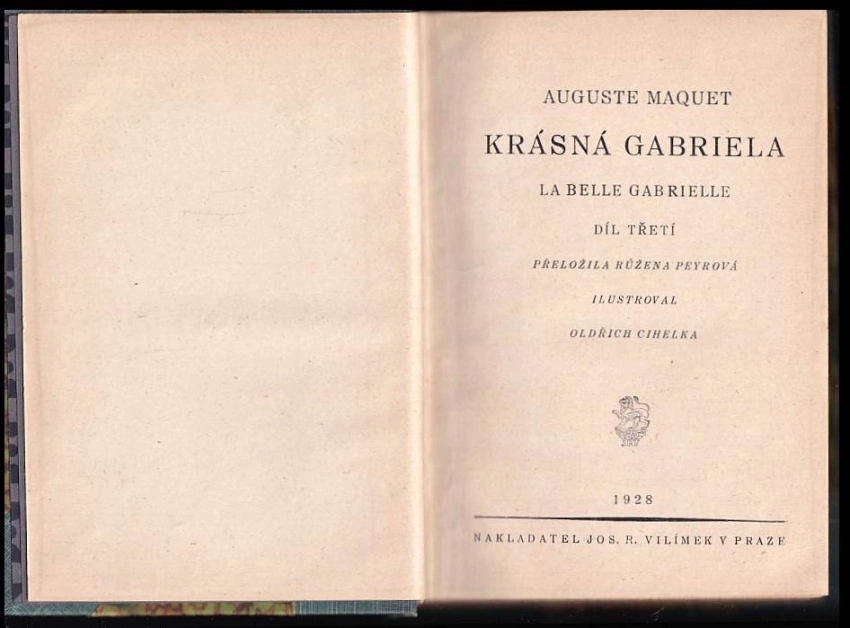 AUGUSTE MAQUET
KRÁSNÁ GABRIELA
LA BELLE GABRIELLE
DÍL TŘETÍ
PŘELOŽILA RŮŽENA PEYROVÁ
ILUSTROVAL
OLDŘICH CIHELKA
1928
NAKLADATEL JOS. R. VILÍMEK V PRAZE